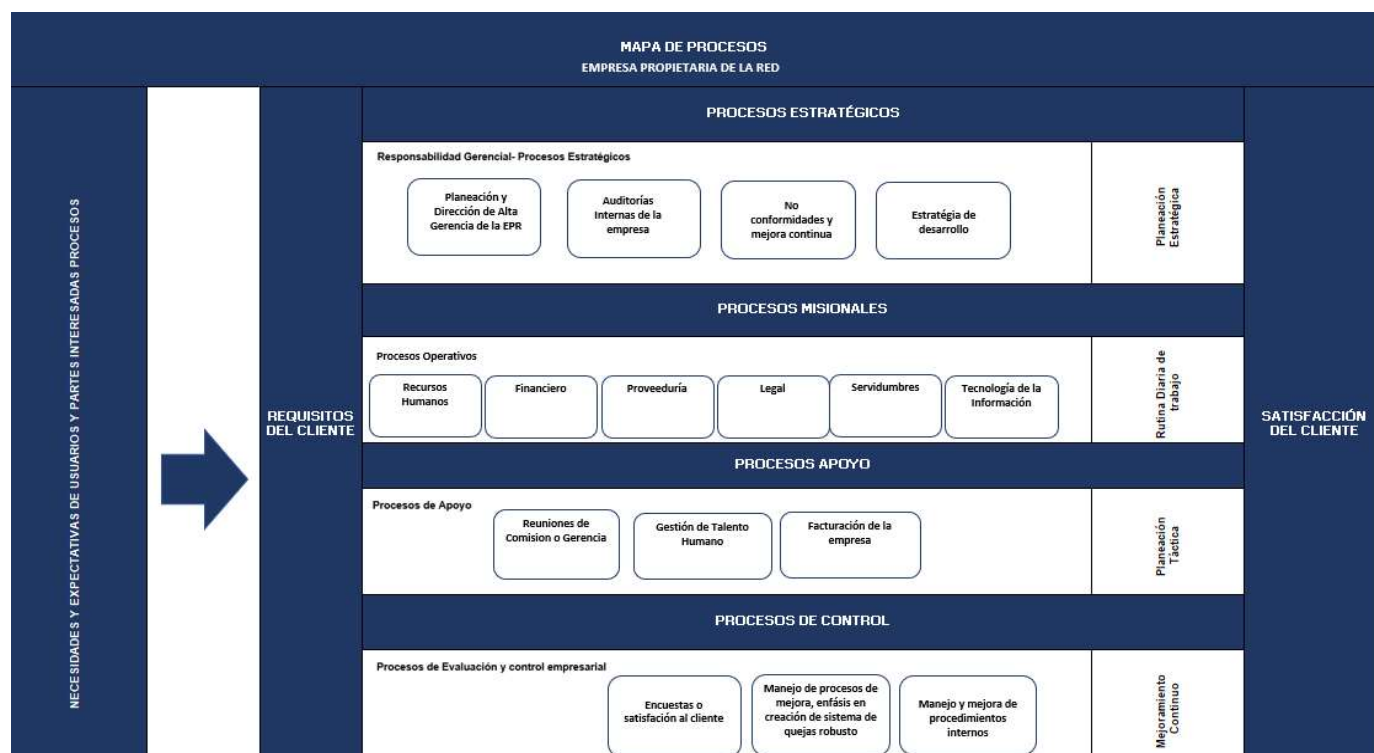 MAPA DE PROCESOS
EMPRESA PROPIETARIA DE LA RED
NECESIDADES Y EXPECTATIVAS DE USUARIOS Y PARTES INTERESADAS PROCESOS
REQUISITOS
DEL CLIENTE
PROCESOS ESTRATÉGICOS
Responsabilidad Gerencial- Procesos Estratégicos
Planeación y
Dirección de Alta
Gerencia de la EPR
Auditorías
Internas de la
empresa
No
conformidades y
mejora continua
Estratégia de
desarrollo
Planeación
Estratégica
PROCESOS MISIONALES
Procesos Operativos
Recursos
Humanos
Financiero
Proveeduría
Legal
Servidumbres
Tecnología de la
Información
Rutina Diaria de
trabajo
PROCESOS APOYO
Procesos de Apoyo
Reuniones de
Comision o Gerencia
Gestión de Talento
Humano
Facturación de la
empresa
Planeación
Táctica
PROCESOS DE CONTROL
Procesos de Evaluación y control empresarial
Encuestas o
satisfacción al cliente
Manejo de procesos de
mejora, enfásis en
creación de sistema de
quejas robusto
Manejo y mejora de
procedimientos
internos
Mejoramiento
Continuo
SATISFACCIÓN
DEL CLIENTE